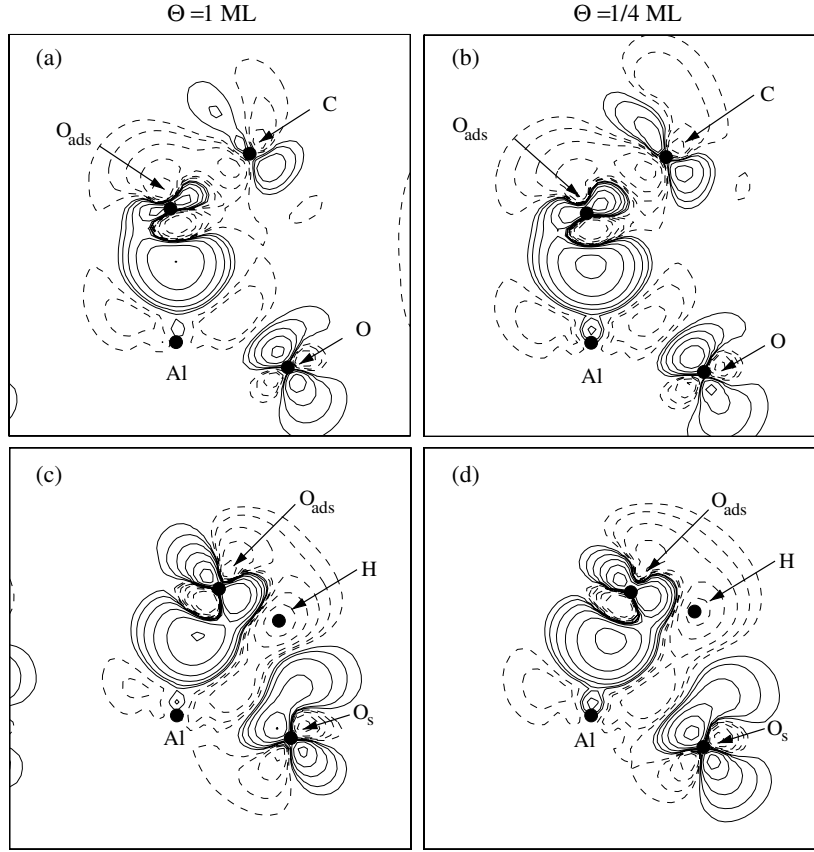 Θ=1 ML
Θ=1/4 ML
(a)
C
O_ads
O
Al
(b)
C
O_ads
O
Al
(c)
O_ads
H
O_s
Al
(d)
O_ads
H
O_s
Al